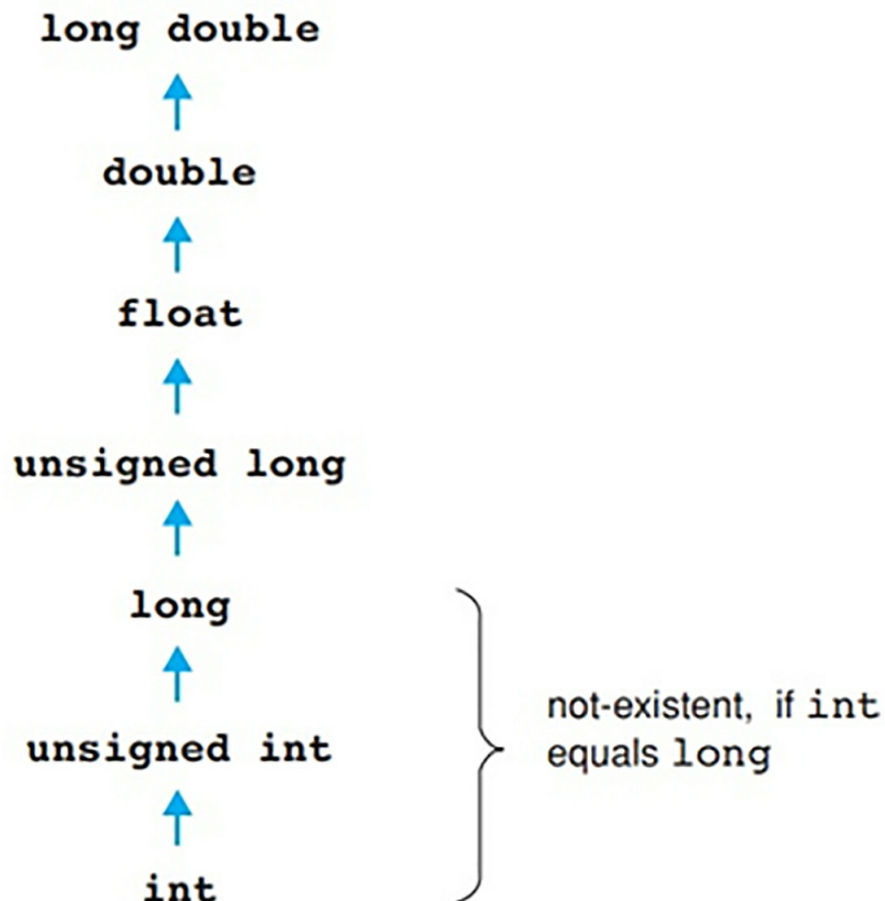 long double
double
float
unsigned long
long
unsigned int
int
not-existent, if int
equals long